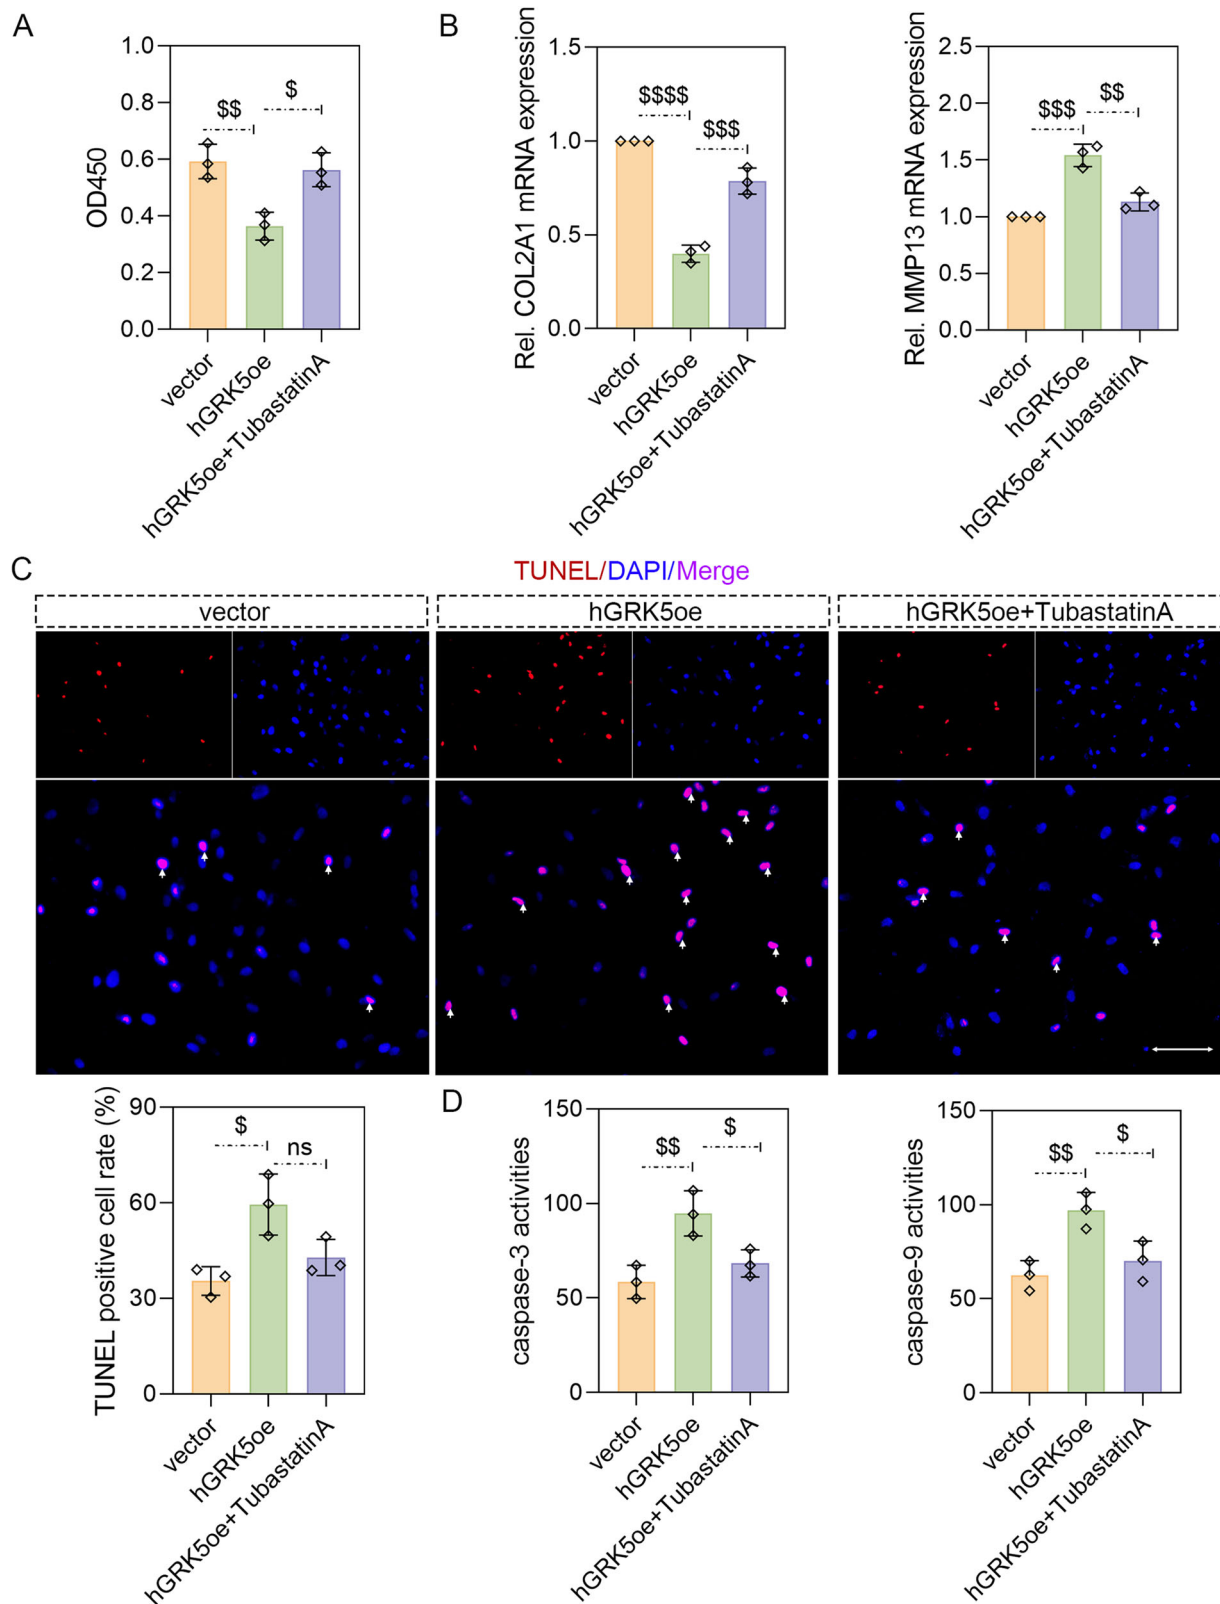 A
OD450
1.0
0.8
0.6
0.4
0.2
0.0
$$
$
vector
hGRK5oe
hGRK5oe+TubastatinA
B
Rel. COL2A1 mRNA expression
1.5
1.0
0.5
0.0
$$$$
$$$
vector
hGRK5oe
hGRK5oe+TubastatinA
Rel. MMP13 mRNA expression
2.5
2.0
1.5
1.0
0.5
0.0
$$$
$$
vector
hGRK5oe
hGRK5oe+TubastatinA
C
TUNEL/DAPI/Merge
vector
hGRK5oe
hGRK5oe+TubastatinA
TUNEL positive cell rate (%)
90
60
30
0
$
ns
vector
hGRK5oe
hGRK5oe+TubastatinA
D
caspase-3 activities
150
100
50
0
$$
$
vector
hGRK5oe
hGRK5oe+TubastatinA
caspase-9 activities
150
100
50
0
$$
$
vector
hGRK5oe
hGRK5oe+TubastatinA